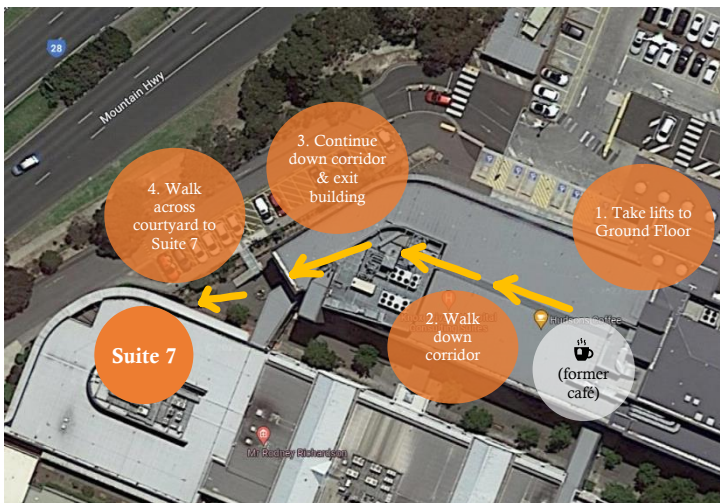 28
Mountain Hwy
3. Continue
down corridor
& exit
building
4. Walk
across
courtyard to
Suite 7
1. Take lifts to
Ground Floor
2. Walk
down
corridor
Hudsons Coffee
(former
café)
Suite 7
Mr Rodney Richardson